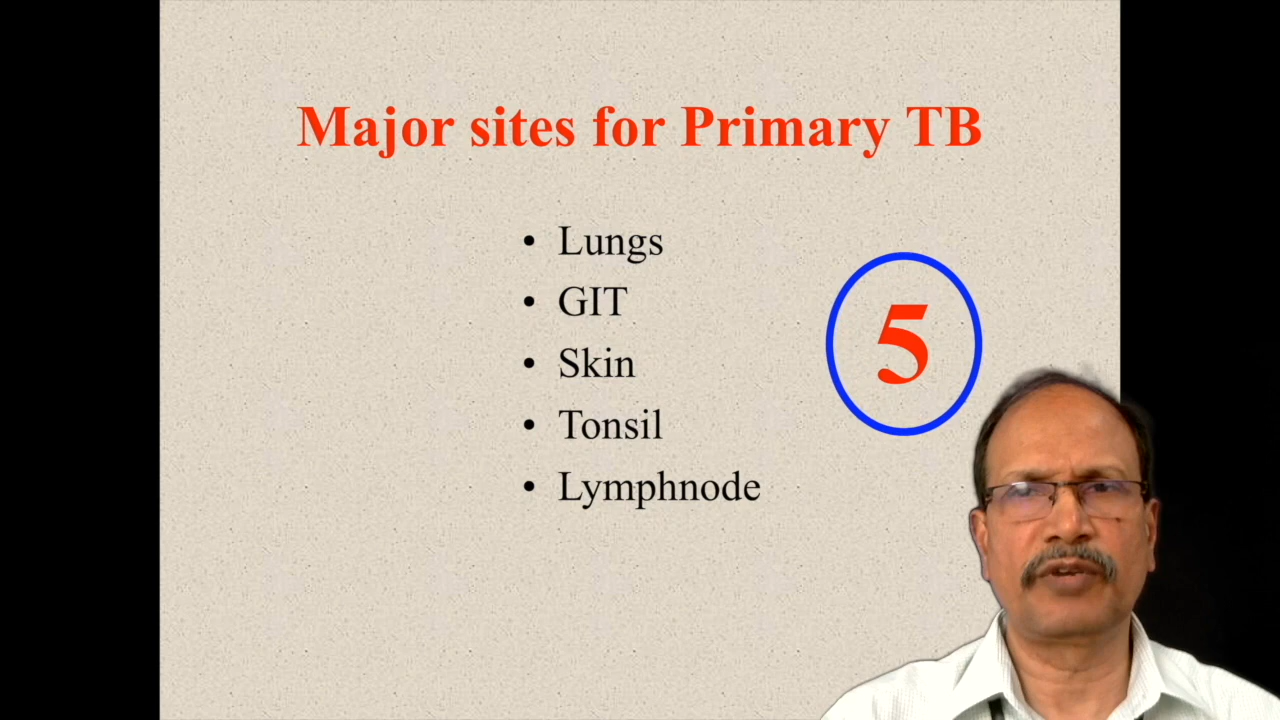 Major sites for Primary TB
• Lungs
• GIT
• Skin
• Tonsil
• Lymphnode
5